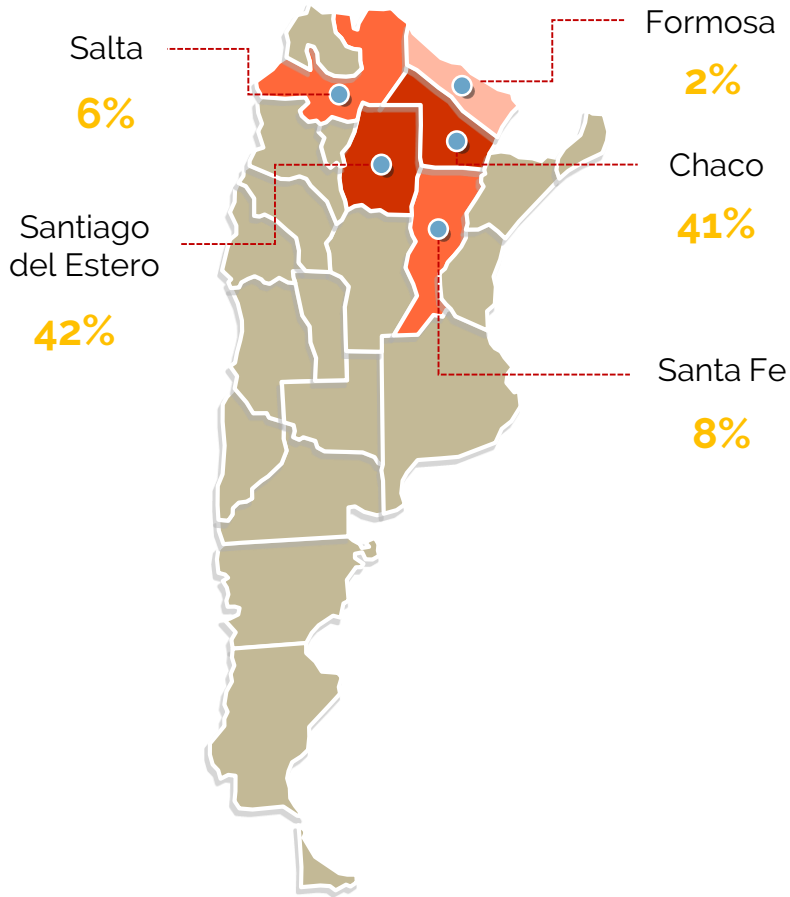 Formosa
2%
Salta
6%
Chaco
41%
Santiago
del Estero
42%
Santa Fe
8%